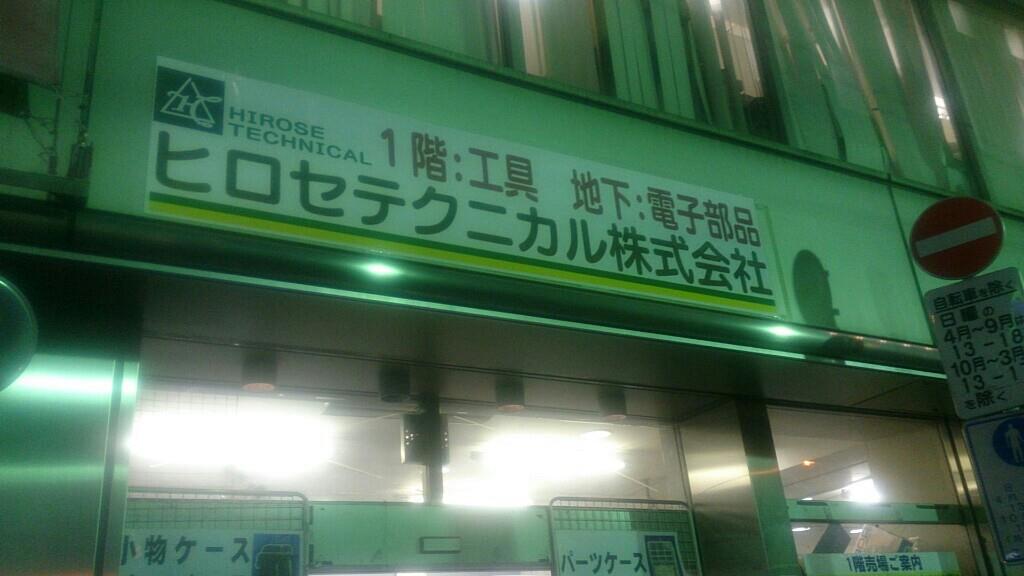 HIROSE
TECHNICAL
1階:工具 地下:電子部品
ヒロセテクニカル株式会社
自転車を除く
日曜の
4月～9月
13-18
10月～3月
13-17
を除く
小物ケース
パーツケース
1階売場ご案内